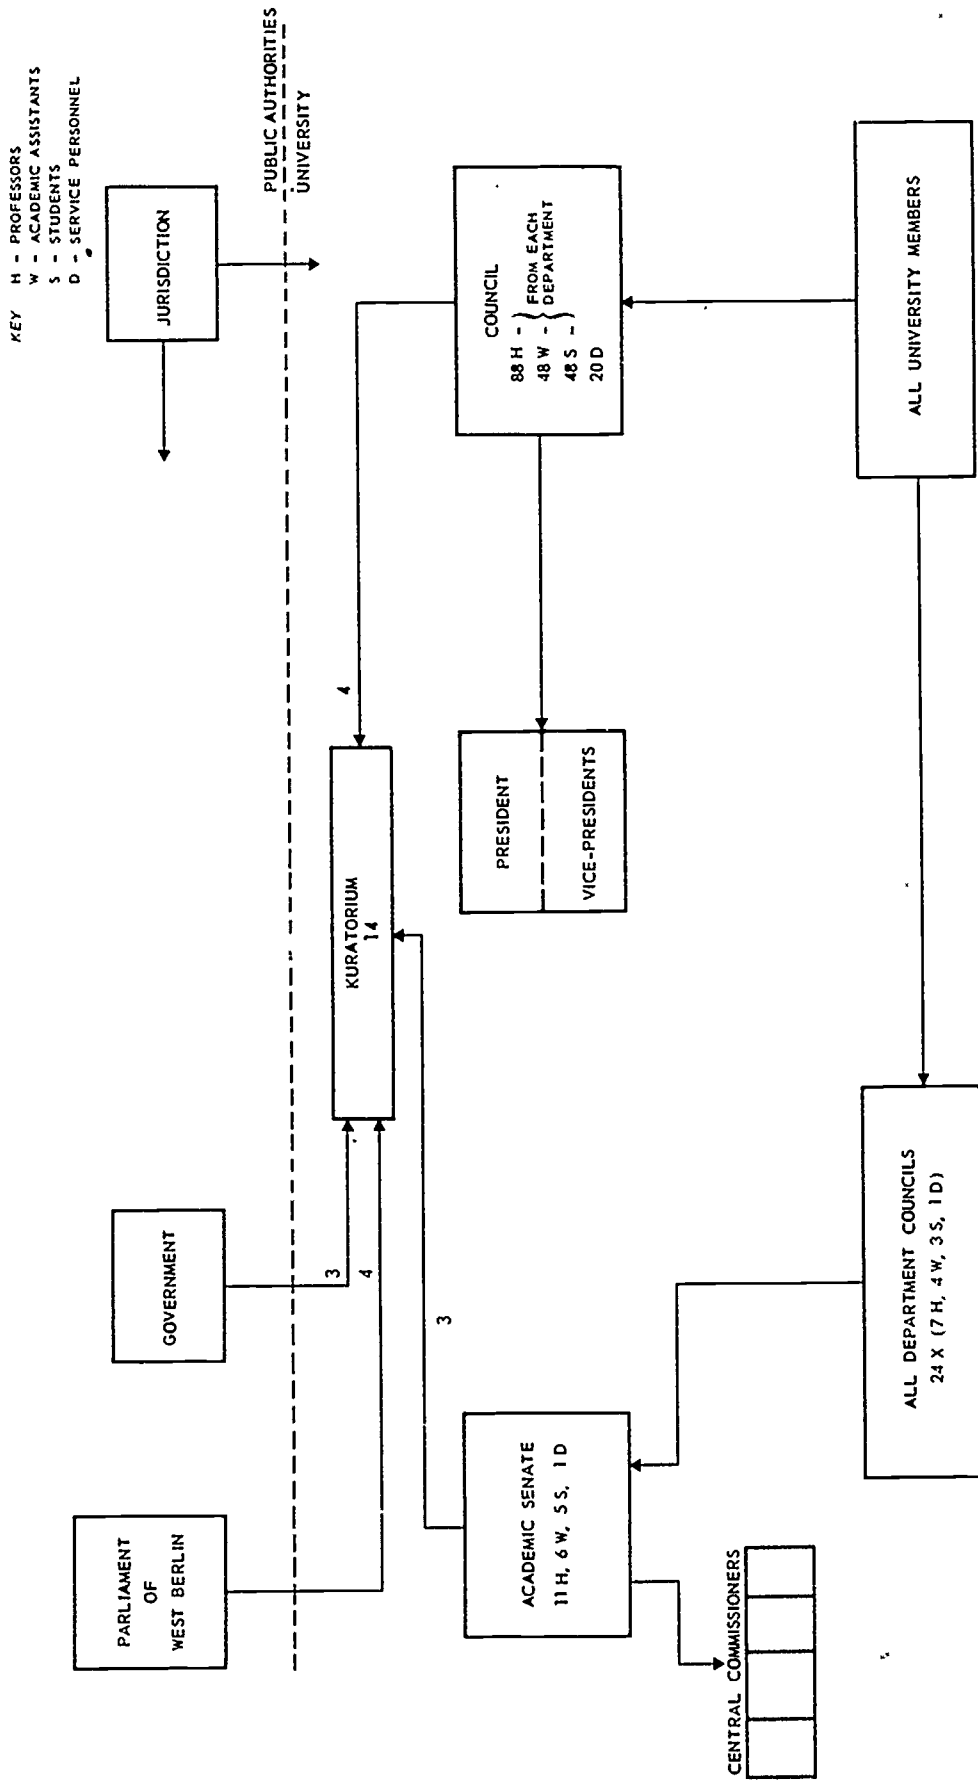 KEY H - PROFESSORS
W - ACADEMIC ASSISTANTS
S - STUDENTS
D - SERVICE PERSONNEL
PARLIAMENT
OF
WEST BERLIN
GOVERNMENT
JURISDICTION
PUBLIC AUTHORITIES
UNIVERSITY
3
4
4
KURATORIUM
14
3
ACADEMIC SENATE
11 H, 6 W, 5 S, 1 D
PRESIDENT
VICE-PRESIDENTS
COUNCIL
88 H -
48 W - FROM EACH
48 S - DEPARTMENT
20 D
CENTRAL COMMISSIONERS
ALL DEPARTMENT COUNCILS
24 X (7 H, 4 W, 3 S, 1 D)
ALL UNIVERSITY MEMBERS